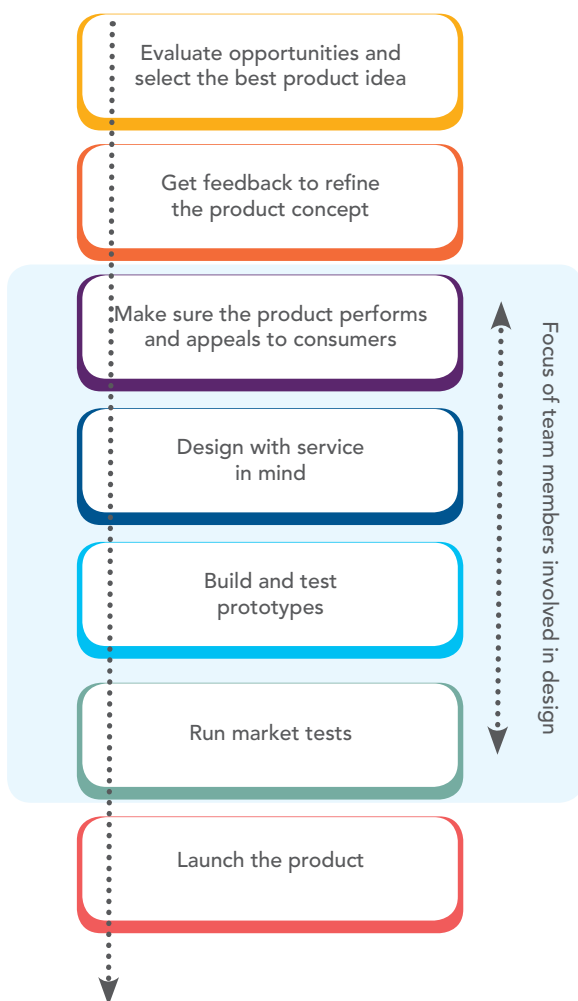 Evaluate opportunities and
select the best product idea
Get feedback to refine
the product concept
Make sure the product performs
and appeals to consumers
Design with service
in mind
Build and test
prototypes
Run market tests
Launch the product
Focus of team members involved in design